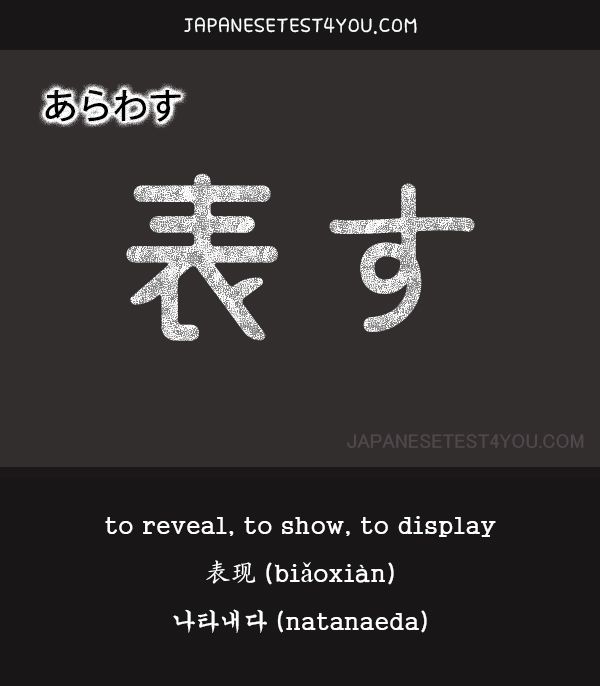 JAPANESETEST4YOU.COM
あらわす
表す
JAPANESETEST4YOU.COM
to reveal, to show, to display
表现 (biǎoxiàn)
나타내다 (natanaeda)